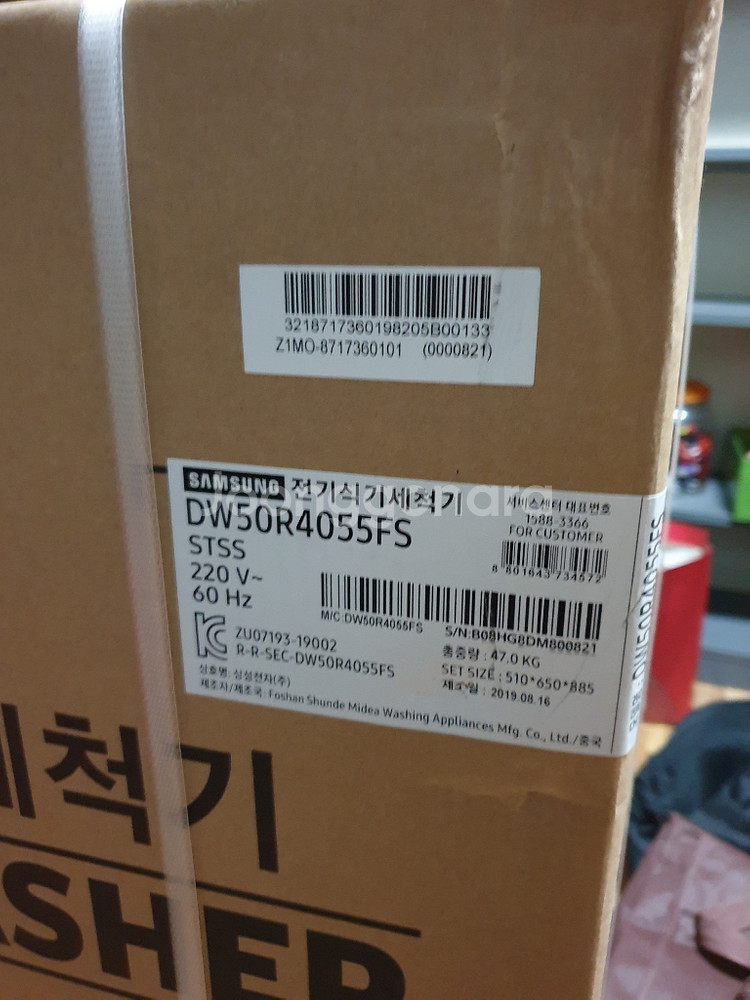 3218717360198205B00133
Z1MO-8717360101 (0000821)
SAMSUNG 전기식기세척기
DW50R4055FS
STSS
220 V~
60 Hz
서비스센터 대표번호
1588-3366
FOR CUSTOMER
8 801643 734572
M/C:DW50R4055FS S/N:B08HG8DM800821
ZU07193-19002
R-R-SEC-DW50R4055FS
총중량 : 47.0 KG
SET SIZE : 510*650*885
제조일 : 2019.08.16
상호명: 삼성전자(주)
제조자/제조국: Foshan Shunde Midea Washing Appliances Mfg. Co., Ltd./중국
DW50R4055FS
joonggonara
세척기
ASHER